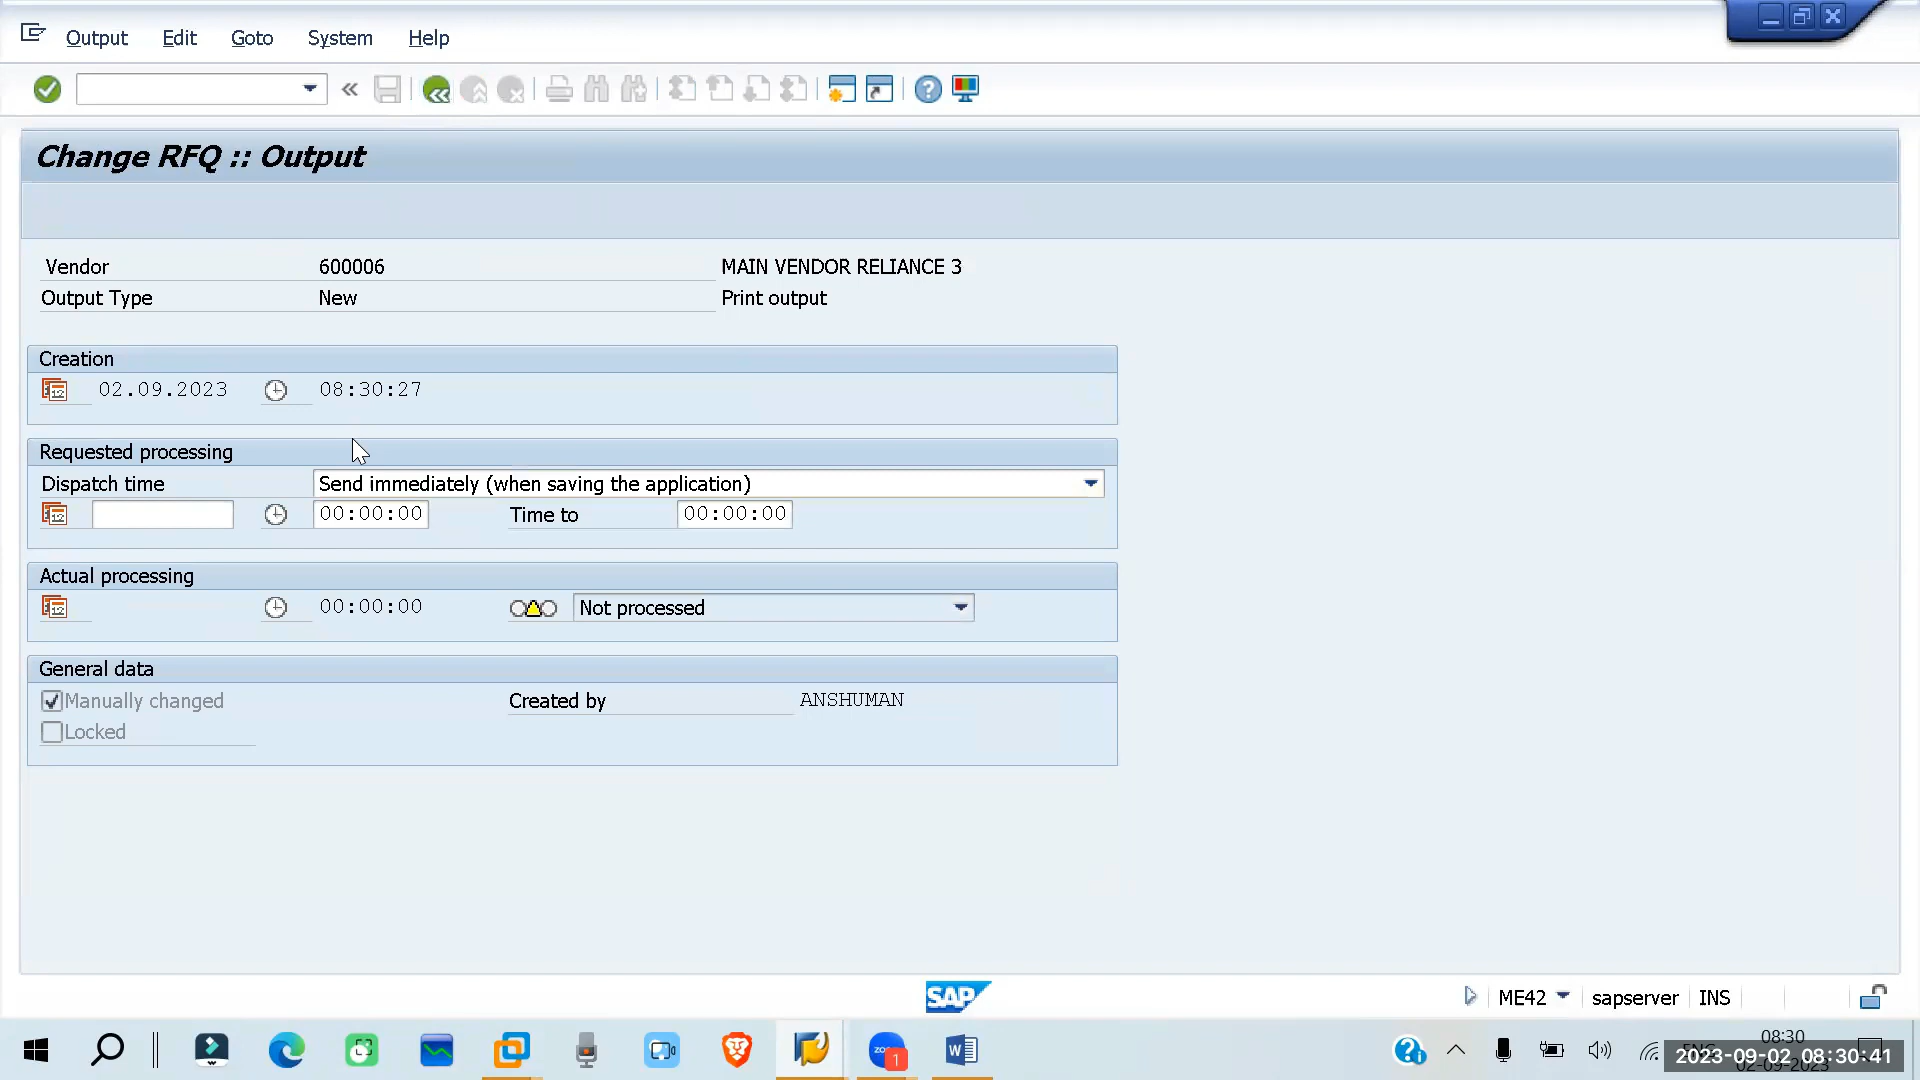 Output Edit Goto System Help
Change RFQ :: Output
Vendor 600006 MAIN VENDOR RELIANCE 3
Output Type New Print output
Creation
02.09.2023 08:30:27
Requested processing
Dispatch time Send immediately (when saving the application)
00:00:00 Time to 00:00:00
Actual processing
00:00:00 Not processed
General data
Manually changed Created by ANSHUMAN
Locked
SAP ME42 sapserver INS
08:30
2023-09-02 08:30:41